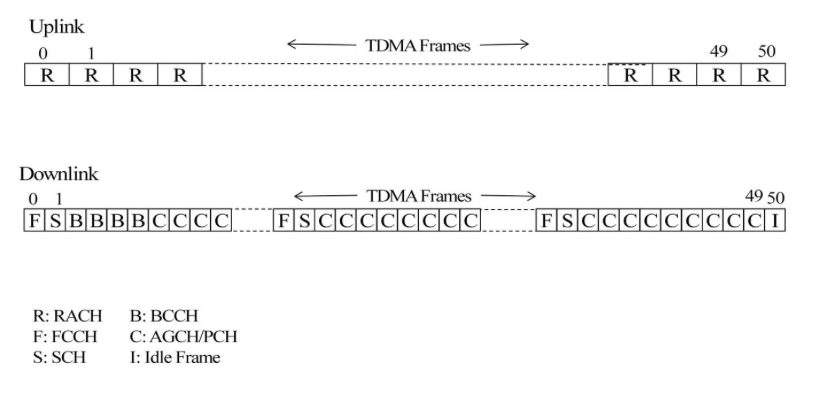 Uplink
0 1 ← TDMA Frames → 49 50
R R R R R R R R
Downlink
0 1 ← TDMA Frames → 49 50
F S B B B B C C C C F S C C C C C C C C F S C C C C C C C C C I
R: RACH B: BCCH
F: FCCH C: AGCH/PCH
S: SCH I: Idle Frame